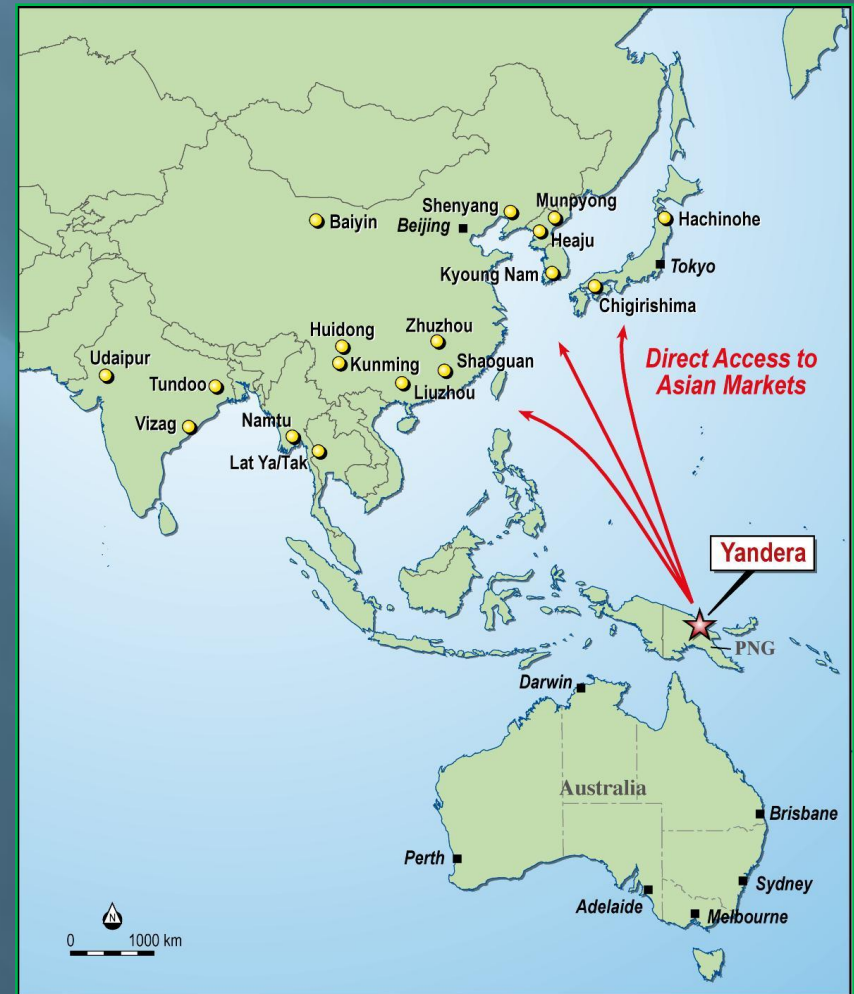 Shenyang
Munpyong
Baiyin
Beijing
Hachinohe
Heaju
Tokyo
Kyoung Nam
Chigirishima
Huidong
Zhuzhou
Udaipur
Kunming
Shaoguan
Direct Access to
Asian Markets
Tundoo
Liuzhou
Vizag
Namtu
Lat Ya/Tak
Yandera
PNG
Darwin
Australia
Brisbane
Perth
Sydney
Adelaide
Melbourne
N
0 1000 km